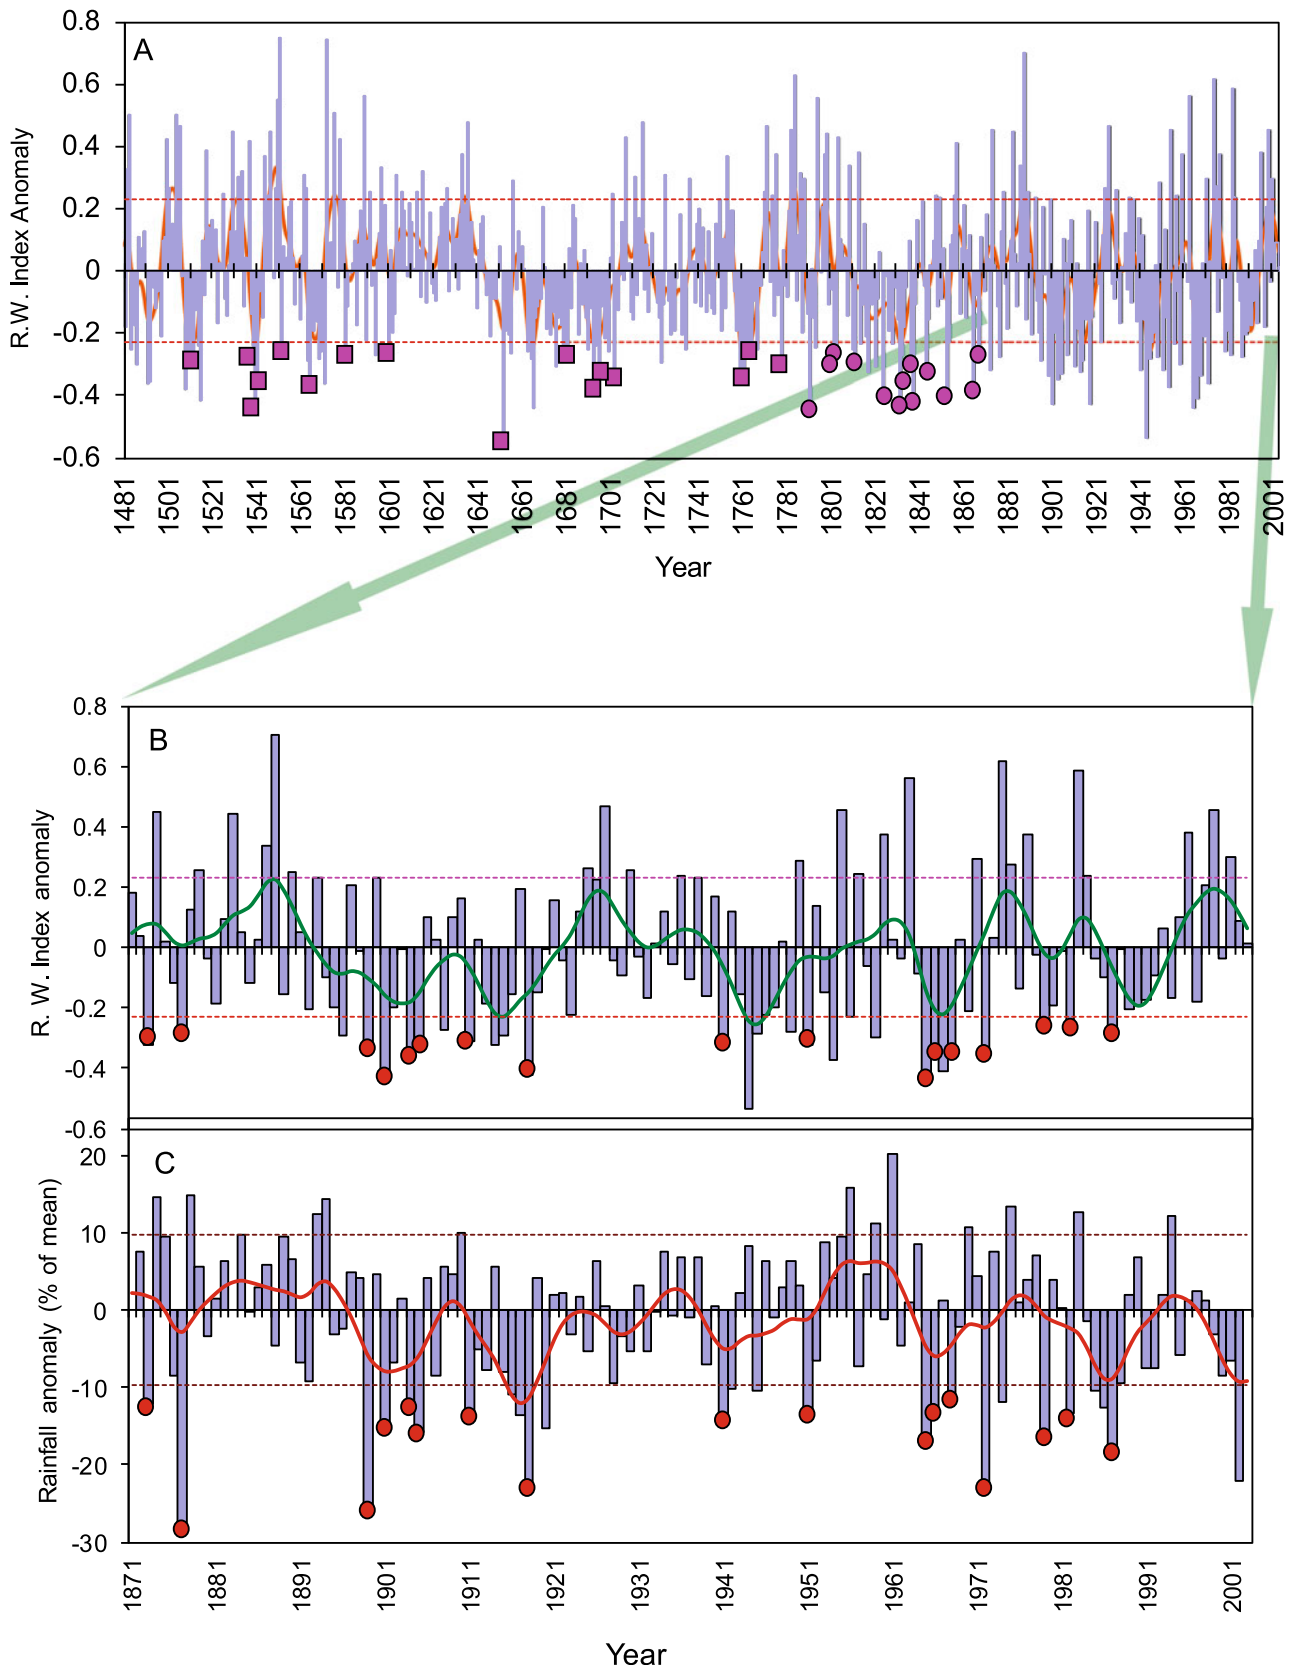 0.8
A
0.6
0.4
0.2
0
-0.2
-0.4
-0.6
R.W. Index Anomaly
1481 1501 1521 1541 1561 1581 1601 1621 1641 1661 1681 1701 1721 1741 1761 1781 1801 1821 1841 1861 1881 1901 1921 1941 1961 1981 2001
Year
0.8
B
0.6
0.4
0.2
0
-0.2
-0.4
-0.6
R. W. Index anomaly
C
20
10
0
-10
-20
-30
Rainfall anomaly (% of mean)
1871 1881 1891 1901 1911 1921 1931 1941 1951 1961 1971 1981 1991 2001
Year